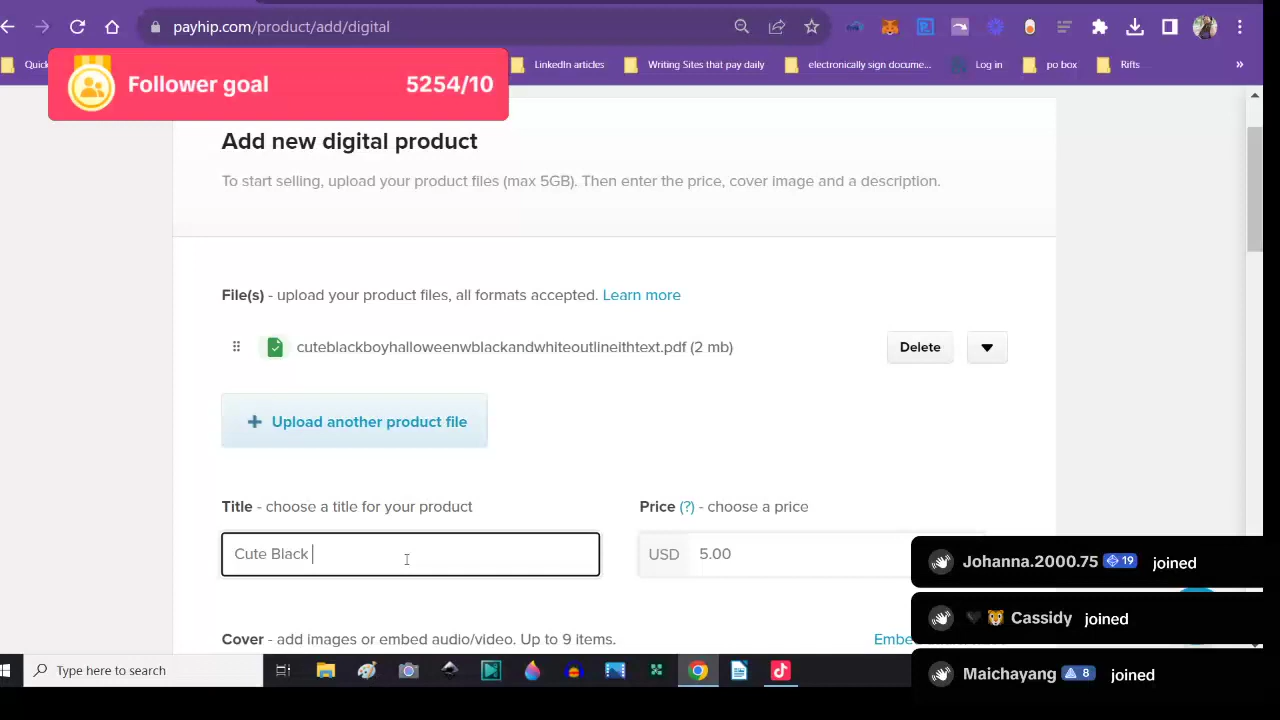 payhip.com/product/add/digital
Quick
LinkedIn articles
Writing Sites that pay daily
electronically sign docume...
Log in
po box
Rifts
»
Follower goal 5254/10
Add new digital product
To start selling, upload your product files (max 5GB). Then enter the price, cover image and a description.
File(s) - upload your product files, all formats accepted. Learn more
cuteblackboyhalloweenwblackandwhiteoutlineithtext.pdf (2 mb)
Delete
+ Upload another product file
Title - choose a title for your product
Price (?) - choose a price
Cute Black
USD 5.00
Johanna.2000.75 19 joined
Cassidy joined
Cover - add images or embed audio/video. Up to 9 items.
Type here to search
Maichayang 8 joined